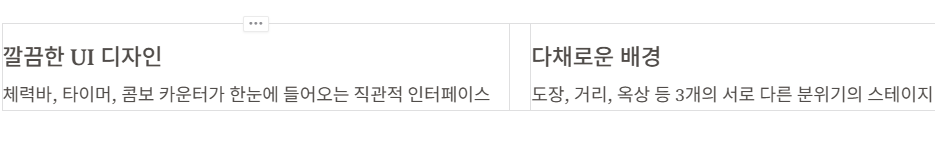 깔끔한 UI 디자인
체력바, 타이머, 콤보 카운터가 한눈에 들어오는 직관적 인터페이스
다채로운 배경
도장, 거리, 옥상 등 3개의 서로 다른 분위기의 스테이지